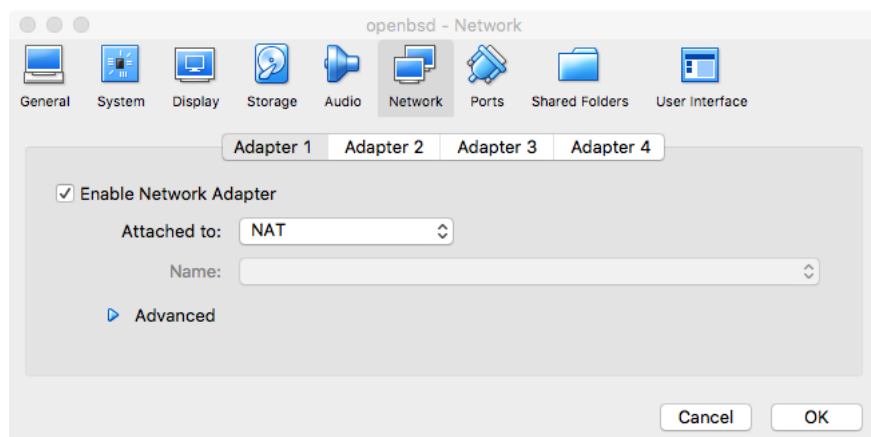 openbsd - Network
General System Display Storage Audio Network Ports Shared Folders User Interface
Adapter 1 Adapter 2 Adapter 3 Adapter 4
Enable Network Adapter
Attached to: NAT
Name:
Advanced
Cancel OK